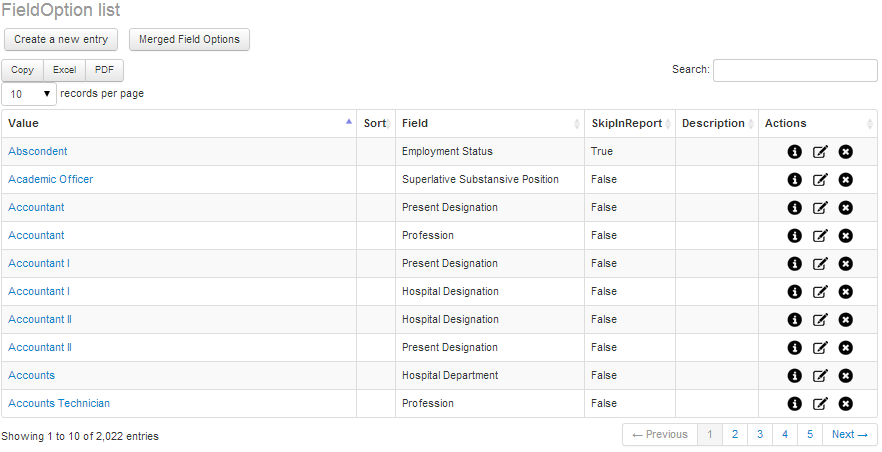 FieldOption list
Create a new entry Merged Field Options
Copy Excel PDF Search:
10 records per page
Value Sort Field SkipInReport Description Actions
Abscondent Employment Status True
Academic Officer Superlative Substansive Position False
Accountant Present Designation False
Accountant Profession False
Accountant I Present Designation False
Accountant I Hospital Designation False
Accountant II Hospital Designation False
Accountant II Present Designation False
Accounts Hospital Department False
Accounts Technician Profession False
Showing 1 to 10 of 2,022 entries ← Previous 1 2 3 4 5 Next →